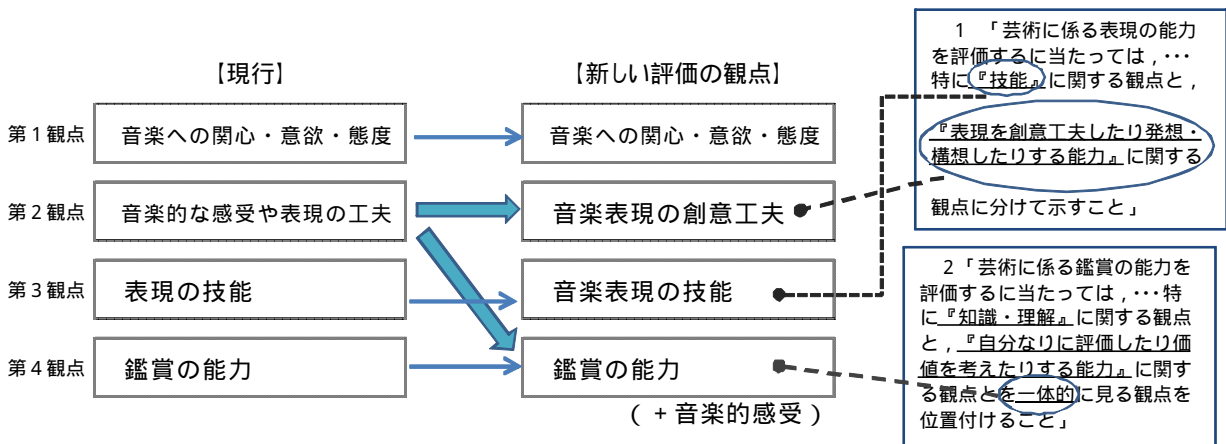 【現行】
【新しい評価の観点】
第1観点
音楽への関心・意欲・態度
音楽への関心・意欲・態度
第2観点
音楽的な感受や表現の工夫
音楽表現の創意工夫
第3観点
表現の技能
音楽表現の技能
第4観点
鑑賞の能力
鑑賞の能力
(+音楽的感受)
1 「芸術に係る表現の能力
を評価するに当たっては,・・・
特に『技能』に関する観点と,
『表現を創意工夫したり発想・
構想したりする能力』に関する
観点に分けて示すこと」
2「芸術に係る鑑賞の能力を
評価するに当たっては,・・・特
に『知識・理解』に関する観点
と,『自分なりに評価したり価
値を考えたりする能力』に関す
る観点とを一体的に見る観点を
位置付けること」